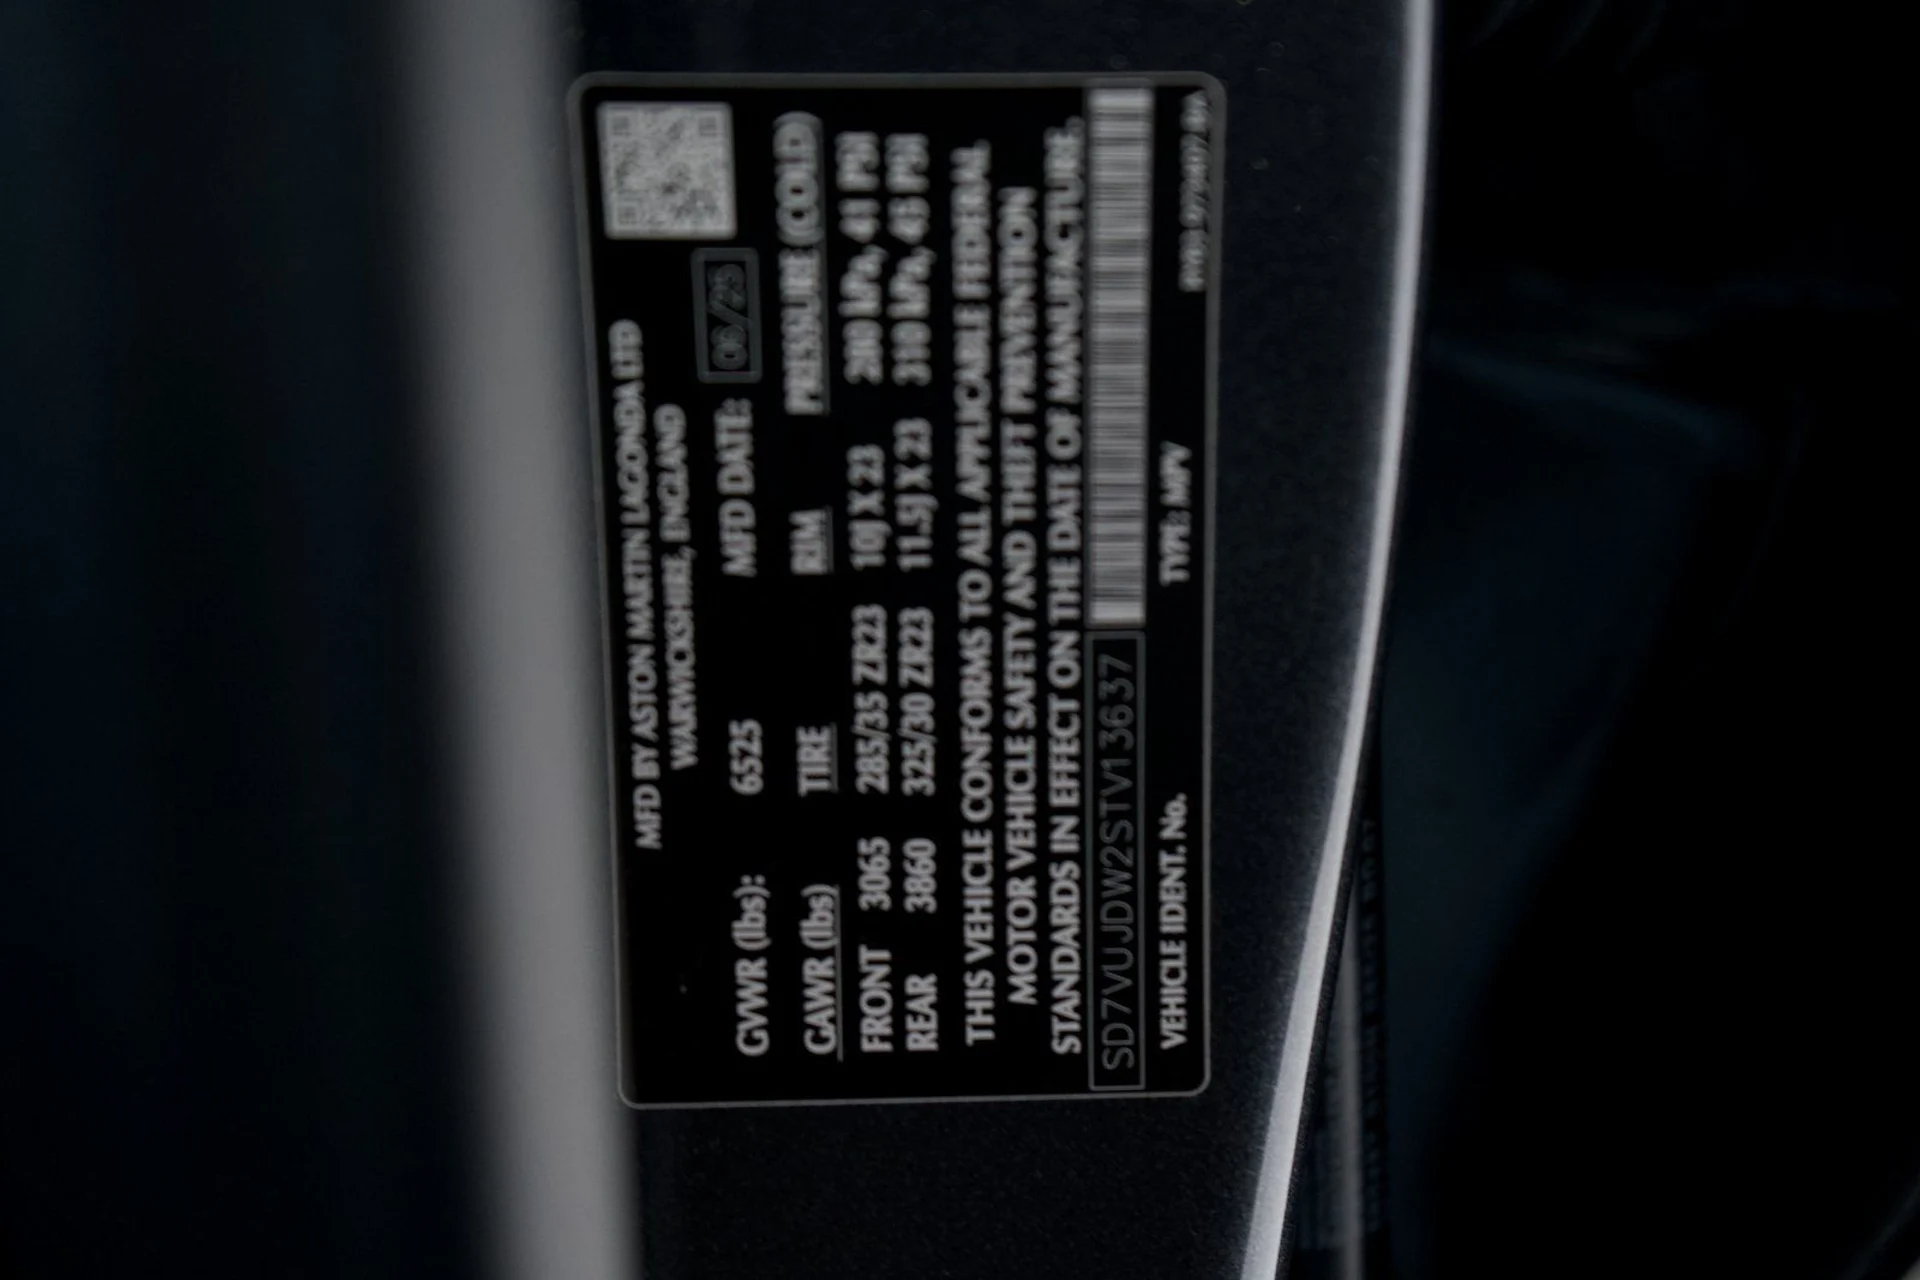 MFD BY ASTON MARTIN LAGONDA LTD
WARWICKSHIRE, ENGLAND
GVWR (lbs): 6525 MFD DATE:
GAWR (lbs) TIRE RIM PRESSURE (COLD)
FRONT 3065 285/35 ZR23 10J X 23 280 kPa, 41 PSI
REAR 3860 325/30 ZR23 11.5J X 23 310 kPa, 45 PSI
THIS VEHICLE CONFORMS TO ALL APPLICABLE FEDERAL
MOTOR VEHICLE SAFETY AND THEFT PREVENTION
STANDARDS IN EFFECT ON THE DATE OF MANUFACTURE.
SD7VUJDW2STV13637
VEHICLE IDENT. No. TYPE: MPV